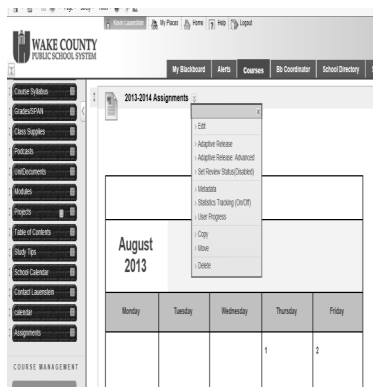 Kevin Lauenstein My Places Home Help Logout
WAKE COUNTY
PUBLIC SCHOOL SYSTEM
My Blackboard Alerts Courses Bb Coordinator School Directory
Course Syllabus
Grades/SPAN
Class Supplies
Podcasts
UnitDocuments
Modules
Projects
Table of Contents
Study Tips
School Calendar
Contact Lauenstein
calendar
Assignments
COURSE MANAGEMENT
2013-2014 Assignments
> Edit
> Adaptive Release
> Adaptive Release: Advanced
> Set Review Status(Disabled)
> Metadata
> Statistics Tracking (On/Off)
> User Progress
> Copy
> Move
> Delete
August
2013
Monday Tuesday Wednesday Thursday Friday
1 2